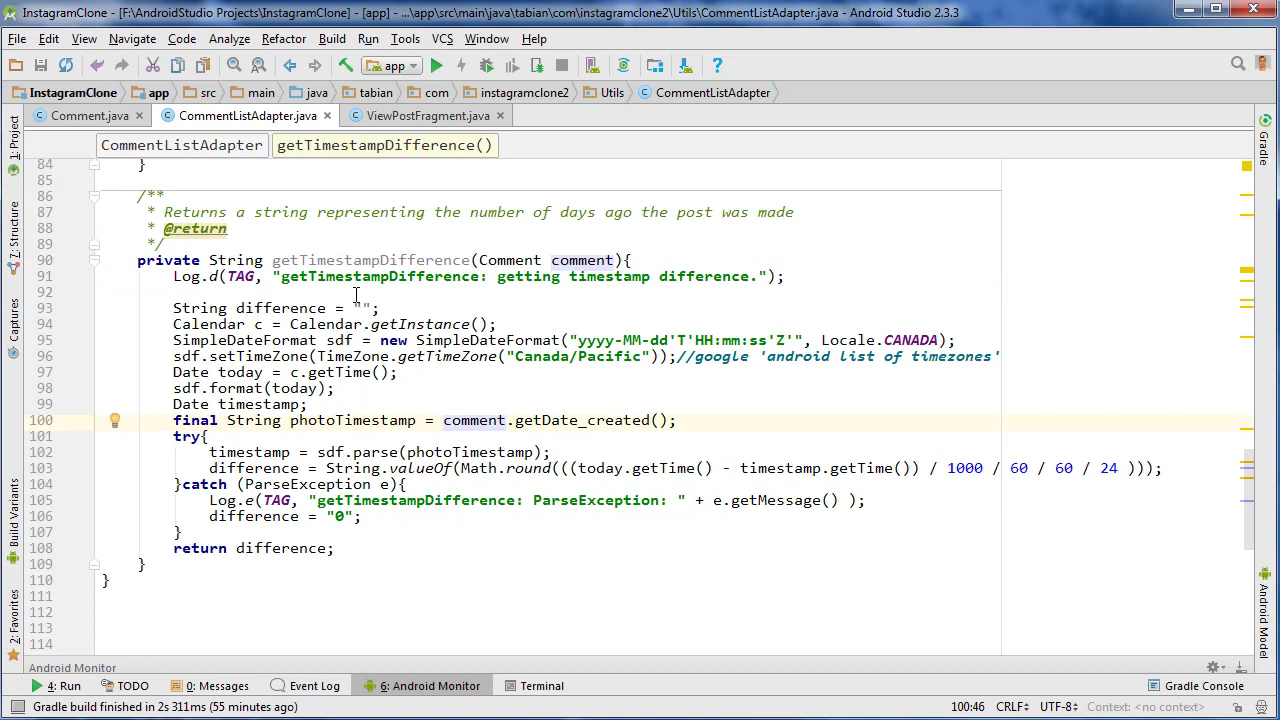 InstagramClone - [F:\AndroidStudio Projects\InstagramClone] - [app] - ...\app\src\main\java\tabian\com\instagramclone2\Utils\CommentListAdapter.java - Android Studio 2.3.3
File Edit View Navigate Code Analyze Refactor Build Run Tools VCS Window Help
app
InstagramClone app src main java tabian com instagramclone2 Utils CommentListAdapter
Comment.java CommentListAdapter.java ViewPostFragment.java
CommentListAdapter getTimestampDifference()
84 }
85
86 /**
87 * Returns a string representing the number of days ago the post was made
88 * @return
89 */
90 private String getTimestampDifference(Comment comment){
91 Log.d(TAG, "getTimestampDifference: getting timestamp difference.");
92
93 String difference = "";
94 Calendar c = Calendar.getInstance();
95 SimpleDateFormat sdf = new SimpleDateFormat("yyyy-MM-dd'T'HH:mm:ss'Z'", Locale.CANADA);
96 sdf.setTimeZone(TimeZone.getTimeZone("Canada/Pacific"));//google 'android list of timezones'
97 Date today = c.getTime();
98 sdf.format(today);
99 Date timestamp;
100 final String photoTimestamp = comment.getDate_created();
101 try{
102 timestamp = sdf.parse(photoTimestamp);
103 difference = String.valueOf(Math.round(((today.getTime() - timestamp.getTime()) / 1000 / 60 / 60 / 24 )));
104 }catch (ParseException e){
105 Log.e(TAG, "getTimestampDifference: ParseException: " + e.getMessage() );
106 difference = "0";
107 }
108 return difference;
109 }
110 }
111
112
113
114
1: Project
7: Structure
Captures
Build Variants
2: Favorites
Gradle
Android Model
Android Monitor
4: Run TODO 0: Messages Event Log 6: Android Monitor Terminal Gradle Console
Gradle build finished in 2s 311ms (55 minutes ago) 100:46 CRLF÷ UTF-8÷ Context: <no context>